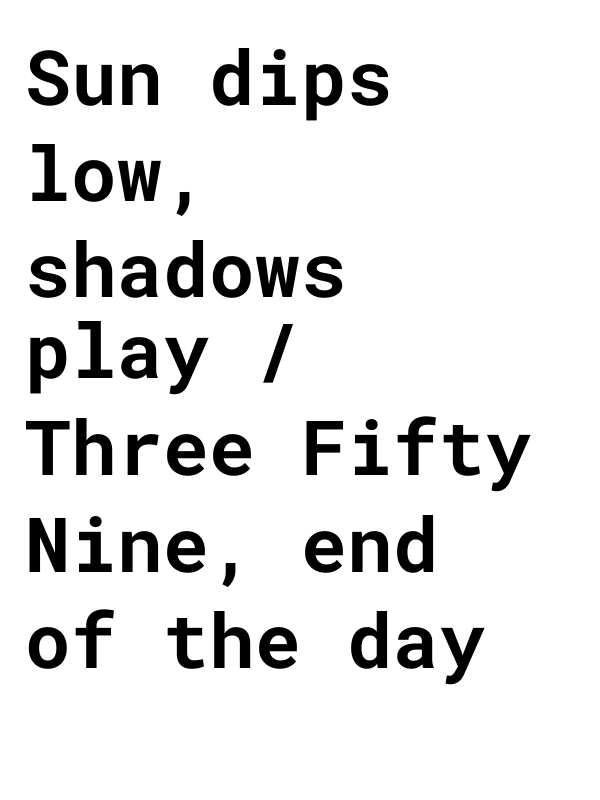 Sun dips
low,
shadows
play /
Three Fifty
Nine, end
of the day